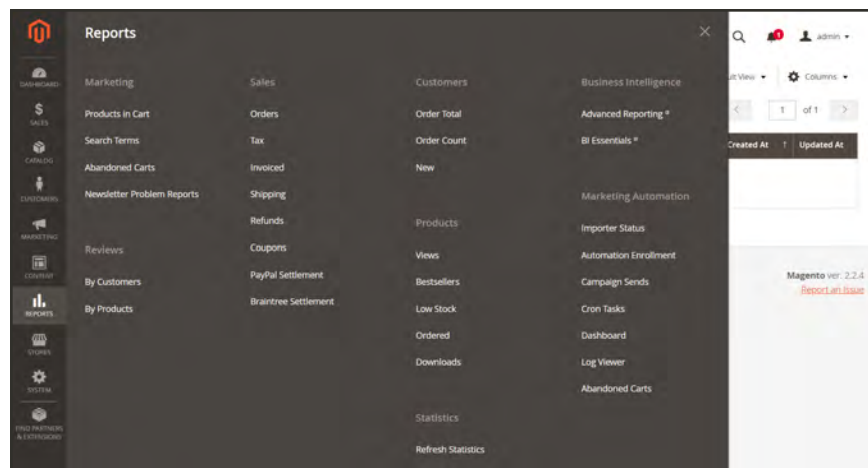 DASHBOARD
SALES
CATALOG
CUSTOMERS
MARKETING
CONTENT
REPORTS
STORES
SYSTEM
FIND PARTNERS
& EXTENSIONS
Reports
Marketing
Products in Cart
Search Terms
Abandoned Carts
Newsletter Problem Reports
Reviews
By Customers
By Products
Sales
Orders
Tax
Invoiced
Shipping
Refunds
Coupons
PayPal Settlement
Braintree Settlement
Customers
Order Total
Order Count
New
Products
Views
Bestsellers
Low Stock
Ordered
Downloads
Statistics
Refresh Statistics
Business Intelligence
Advanced Reporting
BI Essentials
Marketing Automation
Importer Status
Automation Enrollment
Campaign Sends
Cron Tasks
Dashboard
Log Viewer
Abandoned Carts
1 admin
View Columns
1 of 1
Created At ↑ Updated At
Magento ver. 2.2.4
Report an Issue